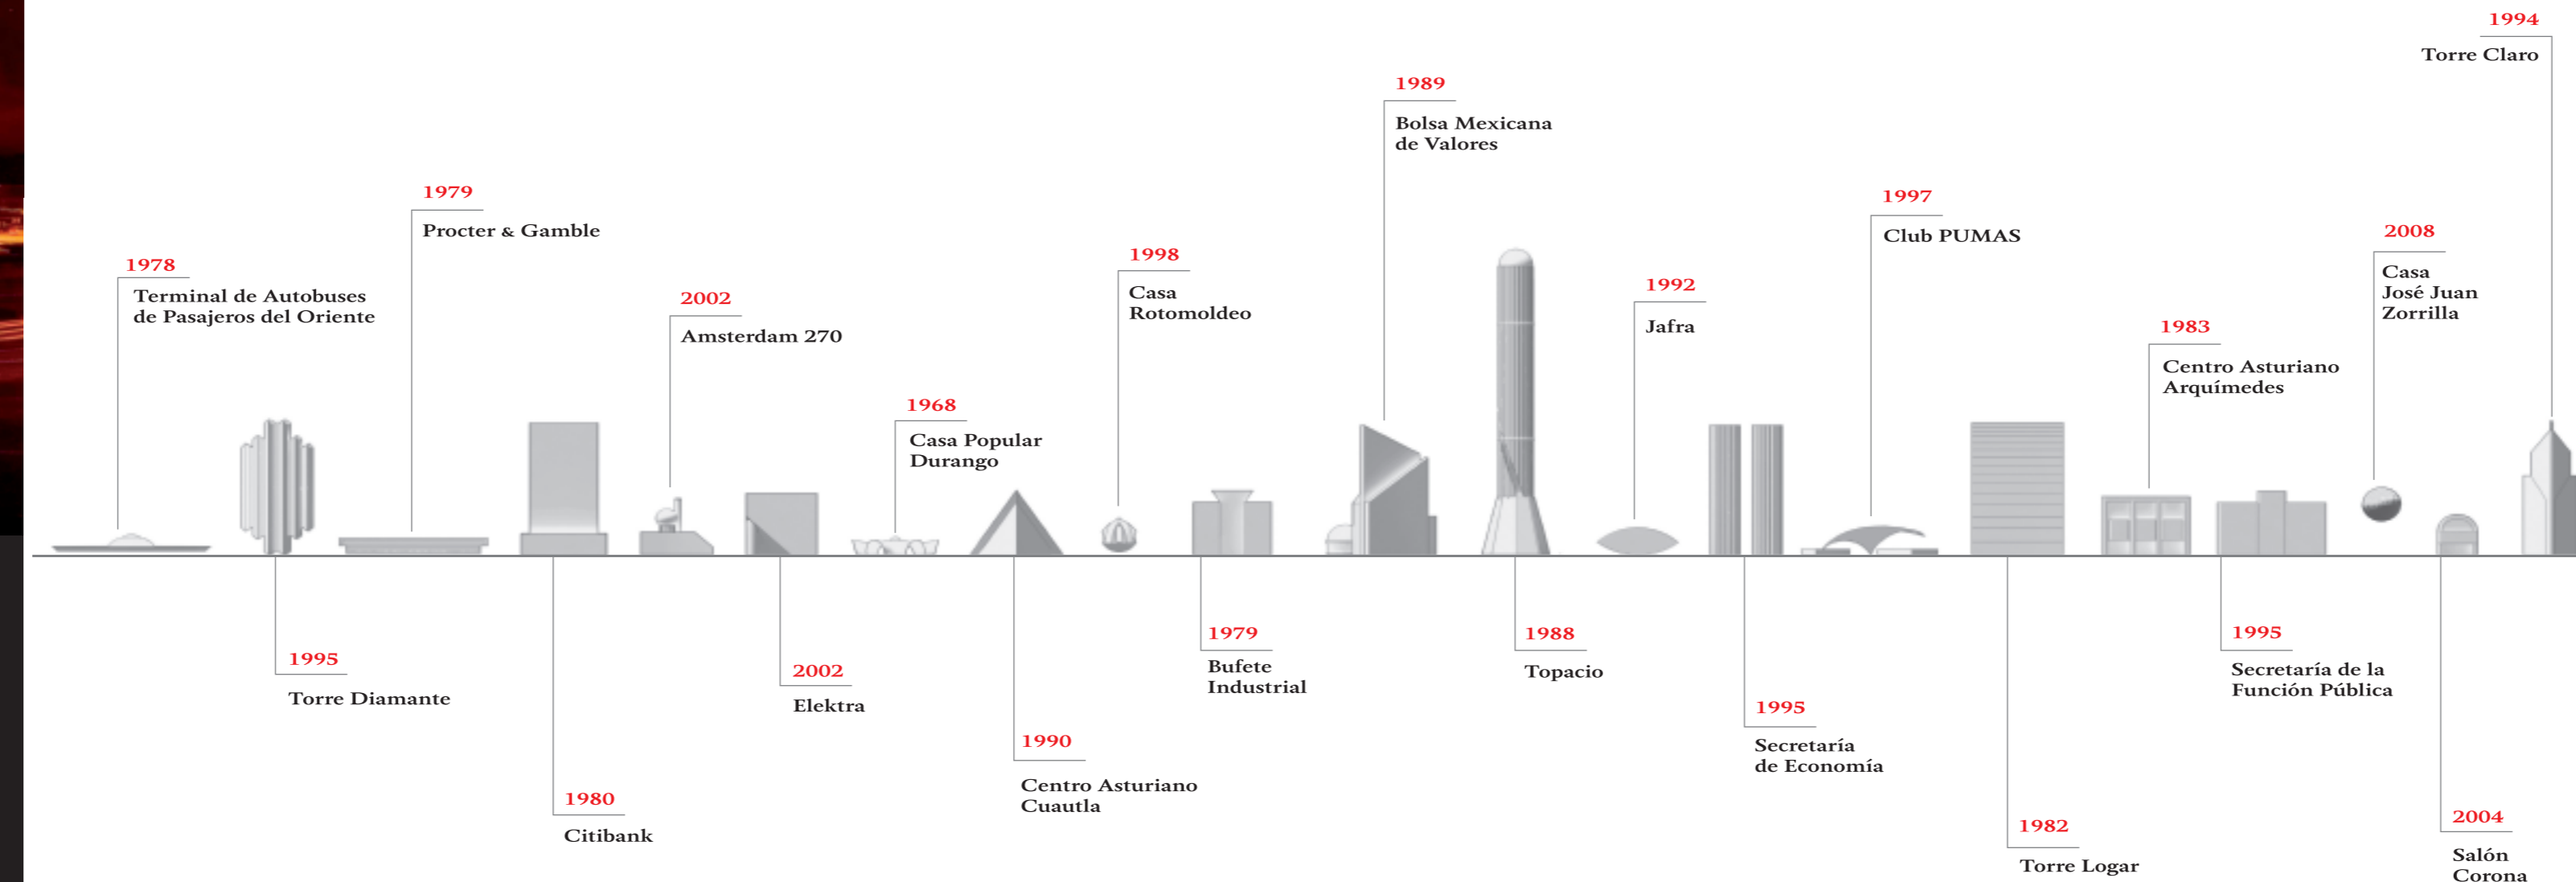 1978
Terminal de Autobuses
de Pasajeros del Oriente
1995
Torre Diamante
1979
Procter & Gamble
1980
Citibank
2002
Amsterdam 270
2002
Elektra
1968
Casa Popular
Durango
1990
Centro Asturiano
Cuautla
1998
Casa
Rotomoldeo
1979
Bufete
Industrial
1989
Bolsa Mexicana
de Valores
1988
Topacio
1992
Jafra
1995
Secretaría
de Economía
1997
Club PUMAS
1982
Torre Logar
1983
Centro Asturiano
Arquímedes
1995
Secretaría de la
Función Pública
2008
Casa
José Juan
Zorrilla
2004
Salón
Corona
1994
Torre Claro